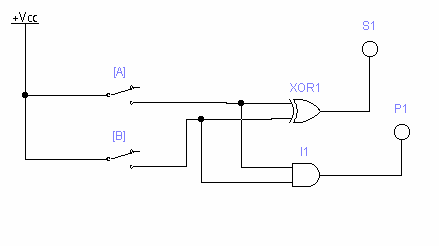 +Vcc
S1
[A]
XOR1
P1
[B]
I1